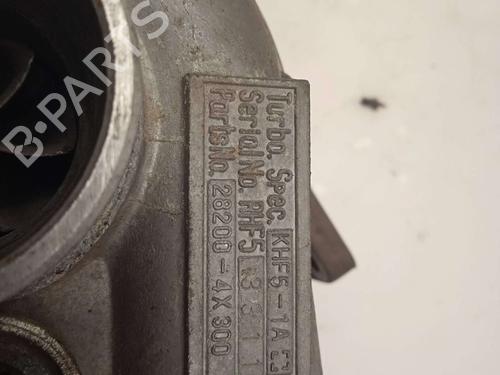 Turbo. Spec. KHF5-1A
Serial No. RHF5
Parts No. 28200-4X300
B-PARTS